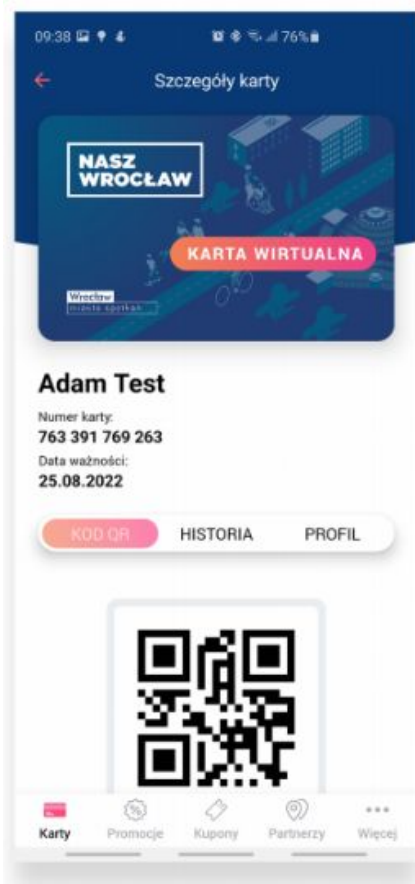 09:38 76%
Szczegóły karty
NASZ
WROCŁAW
KARTA WIRTUALNA
Wrocław
miasto spotkań
Adam Test
Numer karty:
763 391 769 263
Data ważności:
25.08.2022
KOD QR HISTORIA PROFIL
Karty Promocje Kupony Partnerzy Więcej